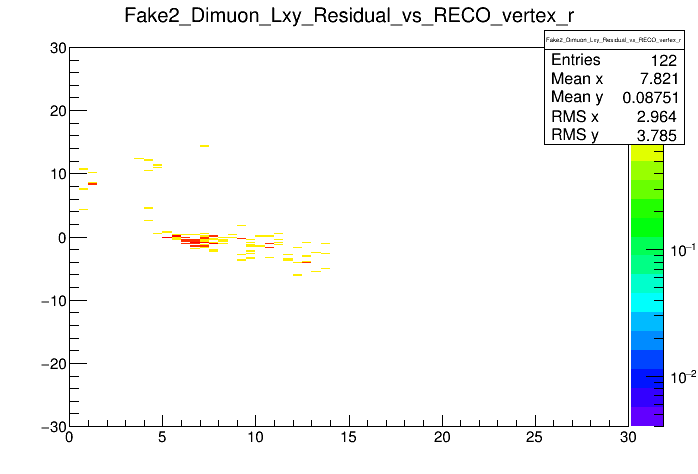 Fake2_Dimuon_Lxy_Residual_vs_RECO_vertex_r
Fake2_Dimuon_Lxy_Residual_vs_RECO_vertex_r
Entries 122
Mean x 7.821
Mean y 0.08751
RMS x 2.964
RMS y 3.785
30
20
10
0
−10
−20
−30
0 5 10 15 20 25 30
10⁻¹
10⁻²